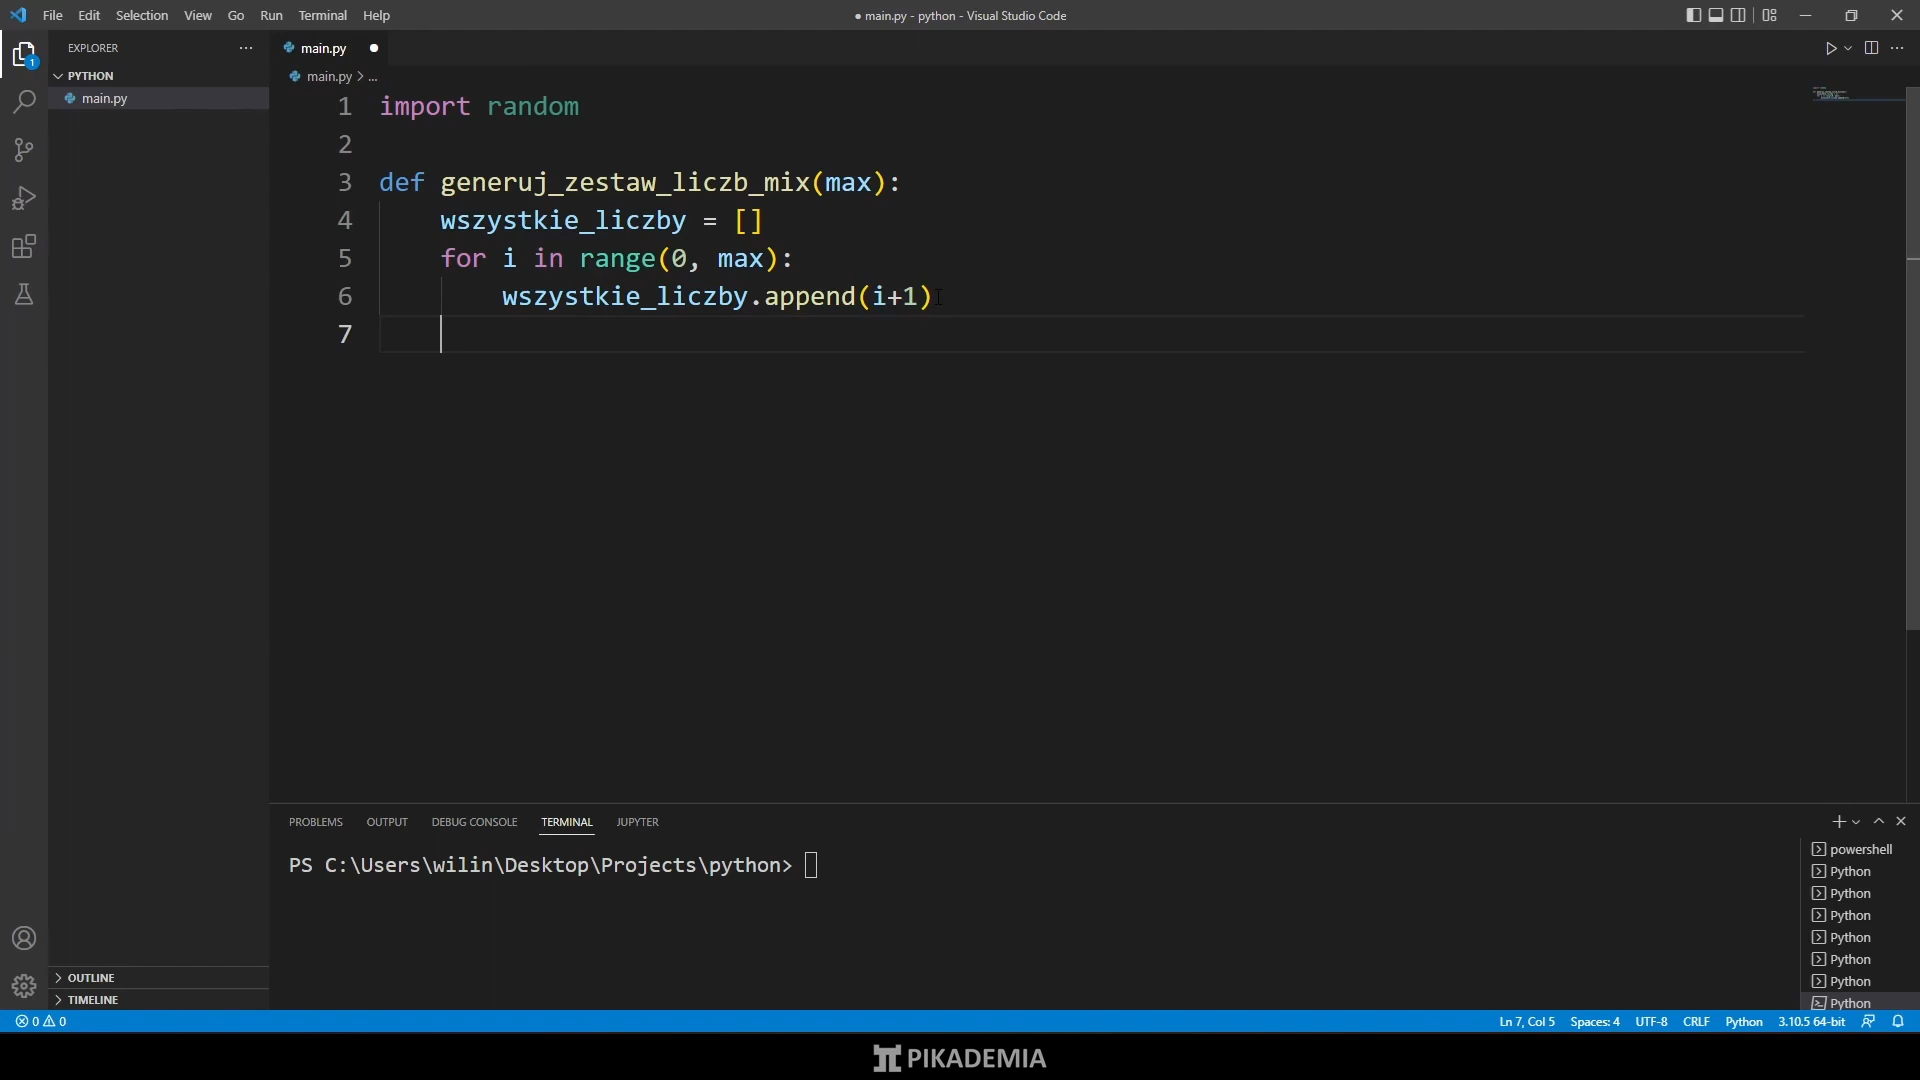 File Edit Selection View Go Run Terminal Help
● main.py - python - Visual Studio Code
EXPLORER
1
PYTHON
main.py
main.py
main.py > ...
1 import random
2
3 def generuj_zestaw_liczb_mix(max):
4 wszystkie_liczby = []
5 for i in range(0, max):
6 wszystkie_liczby.append(i+1)
7
PROBLEMS OUTPUT DEBUG CONSOLE TERMINAL JUPYTER
PS C:\Users\wilin\Desktop\Projects\python>
powershell
Python
Python
Python
Python
Python
Python
Python
OUTLINE
TIMELINE
0 0
Ln 7, Col 5 Spaces: 4 UTF-8 CRLF Python 3.10.5 64-bit
PIKADEMIA